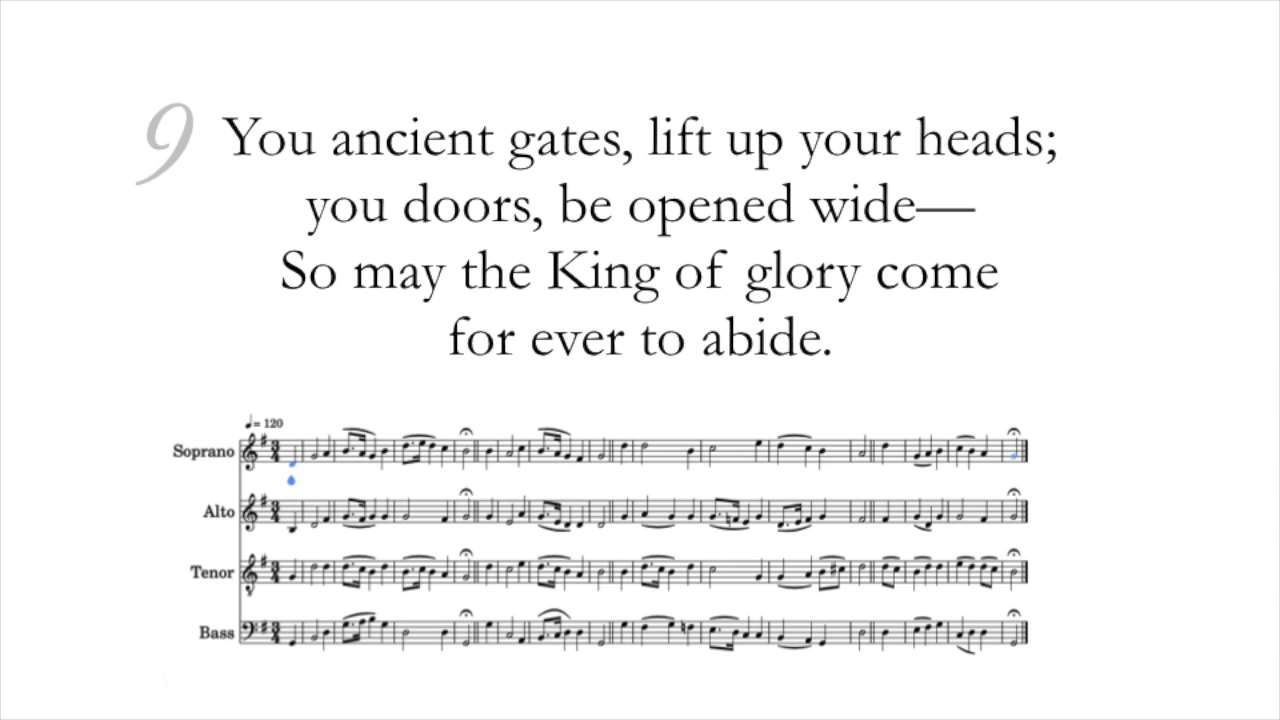 9
You ancient gates, lift up your heads;
you doors, be opened wide—
So may the King of glory come
for ever to abide.
♩= 120
Soprano
Alto
Tenor
Bass